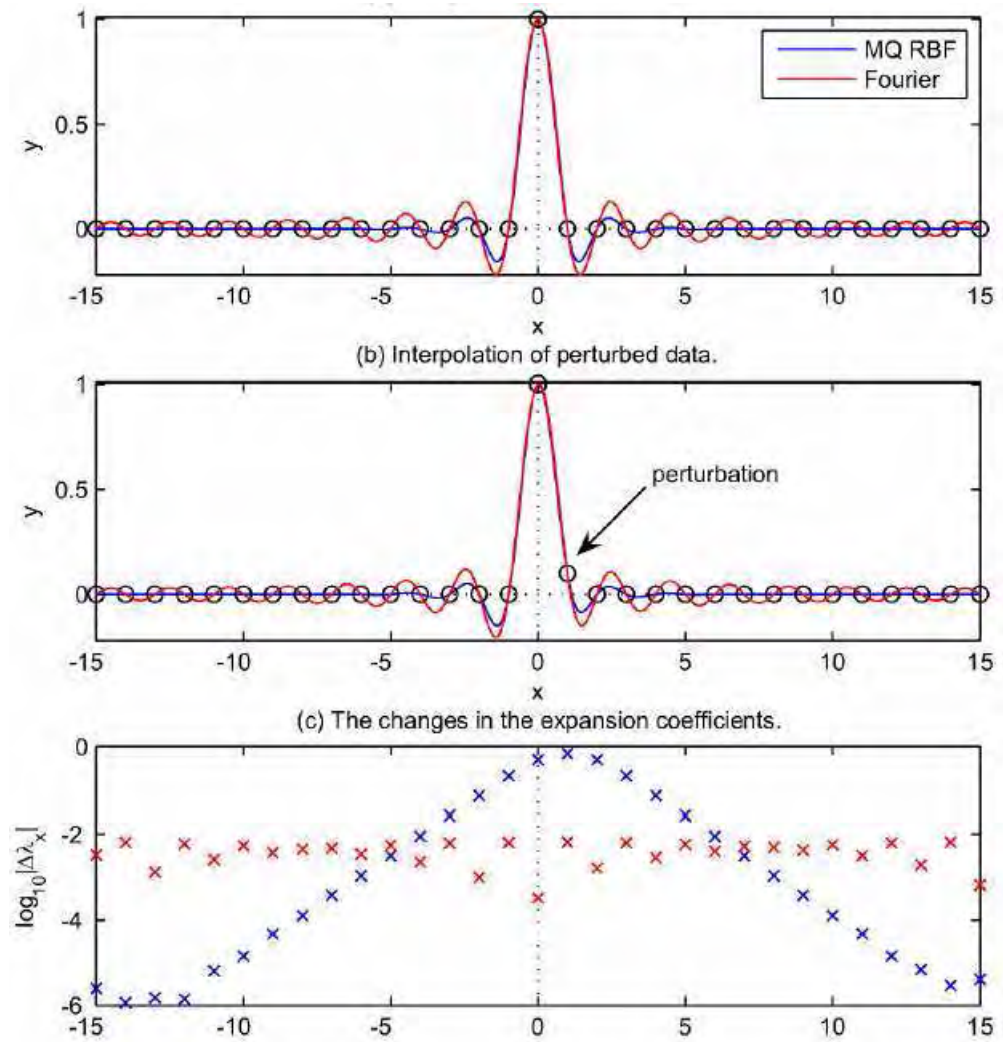 1
MQ RBF
Fourier
0.5
y
0
-15 -10 -5 0 5 10 15
x
(b) Interpolation of perturbed data.
1
perturbation
0.5
y
0
-15 -10 -5 0 5 10 15
x
(c) The changes in the expansion coefficients.
0
-2
log10|Δλx|
-4
-6
-15 -10 -5 0 5 10 15